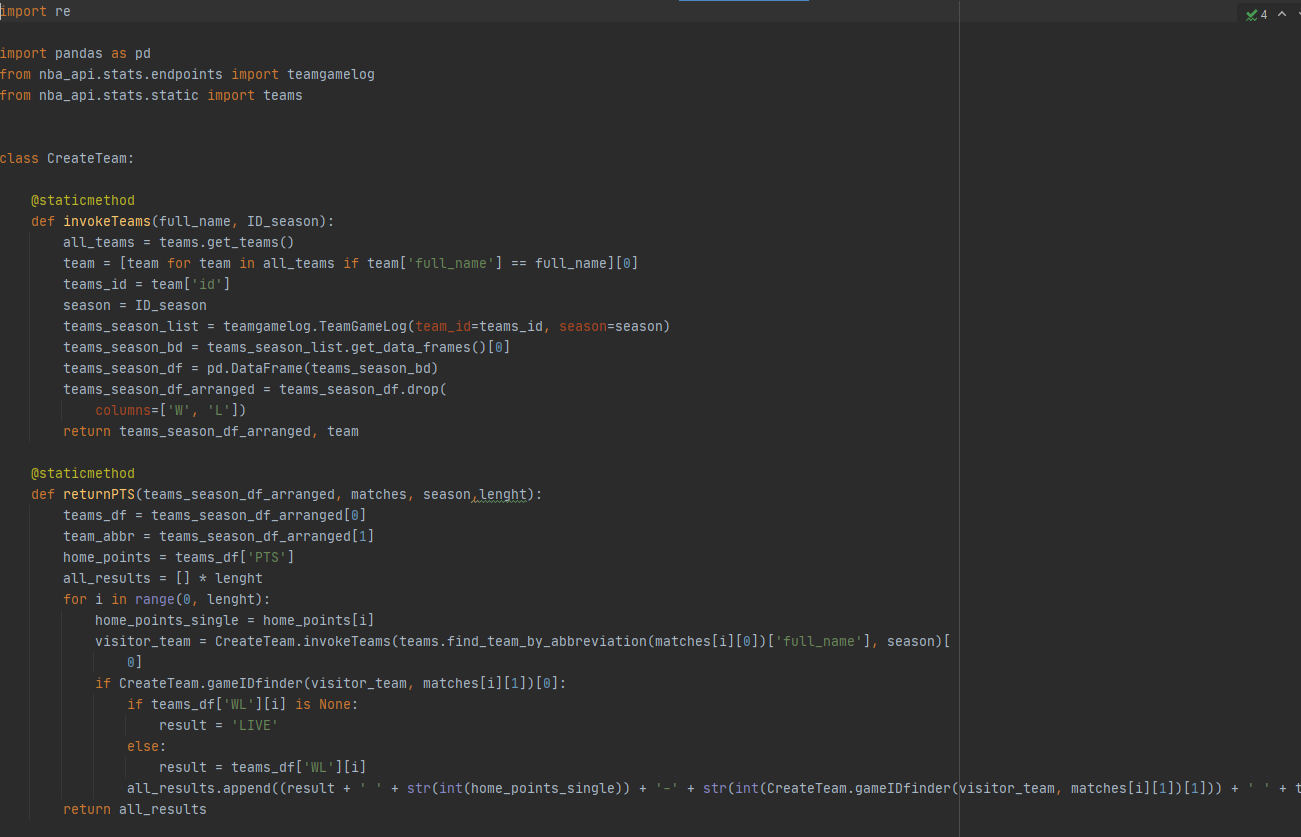 import re
4
import pandas as pd
from nba_api.stats.endpoints import teamgamelog
from nba_api.stats.static import teams
class CreateTeam:
@staticmethod
def invokeTeams(full_name, ID_season):
all_teams = teams.get_teams()
team = [team for team in all_teams if team['full_name'] == full_name][0]
teams_id = team['id']
season = ID_season
teams_season_list = teamgamelog.TeamGameLog(team_id=teams_id, season=season)
teams_season_bd = teams_season_list.get_data_frames()[0]
teams_season_df = pd.DataFrame(teams_season_bd)
teams_season_df_arranged = teams_season_df.drop(
columns=['W', 'L'])
return teams_season_df_arranged, team
@staticmethod
def returnPTS(teams_season_df_arranged, matches, season,lenght):
teams_df = teams_season_df_arranged[0]
team_abbr = teams_season_df_arranged[1]
home_points = teams_df['PTS']
all_results = [] * lenght
for i in range(0, lenght):
home_points_single = home_points[i]
visitor_team = CreateTeam.invokeTeams(teams.find_team_by_abbreviation(matches[i][0])['full_name'], season)[
0]
if CreateTeam.gameIDfinder(visitor_team, matches[i][1])[0]:
if teams_df['WL'][i] is None:
result = 'LIVE'
else:
result = teams_df['WL'][i]
all_results.append((result + ' ' + str(int(home_points_single)) + '-' + str(int(CreateTeam.gameIDfinder(visitor_team, matches[i][1])[1])) + ' ' + t
return all_results